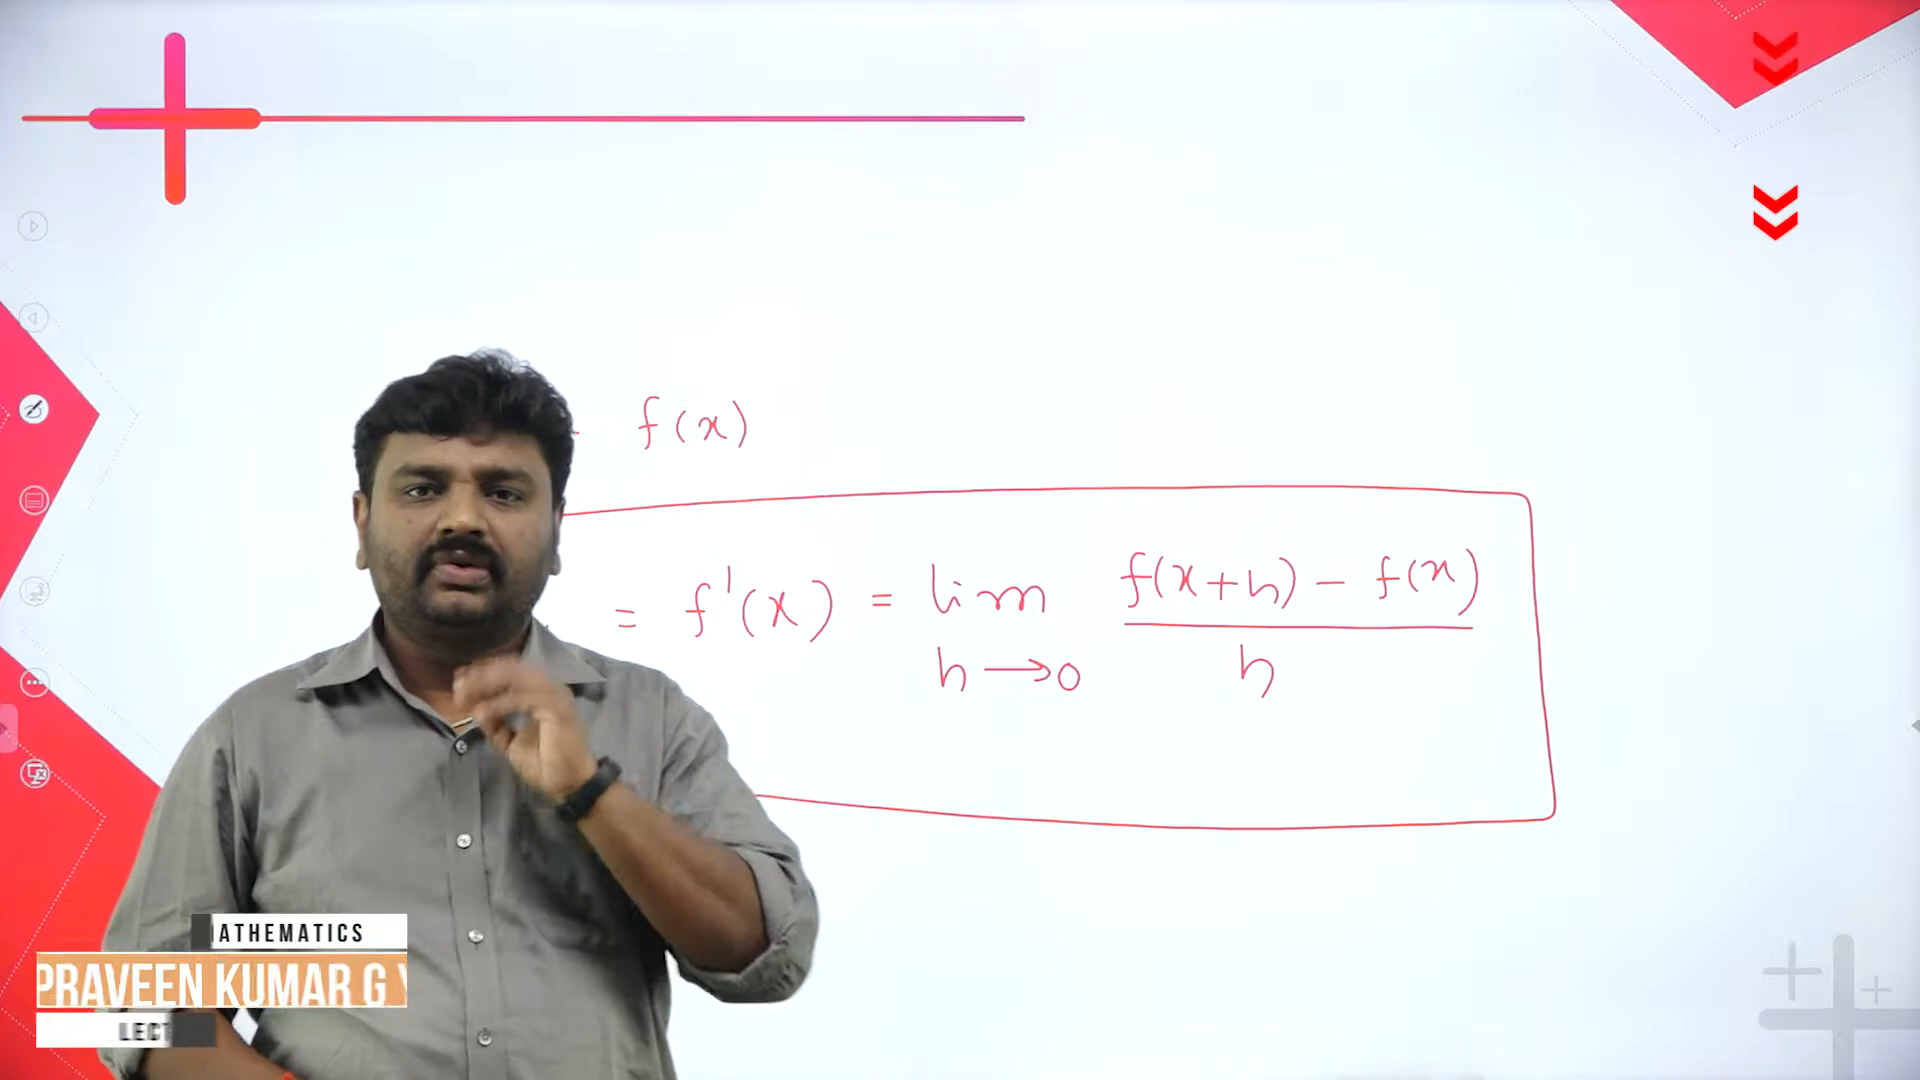 f(x)
= f'(x) = lim h→0 f(x+h) − f(x) / h
ATHEMATICS
PRAVEEN KUMAR G
LECT